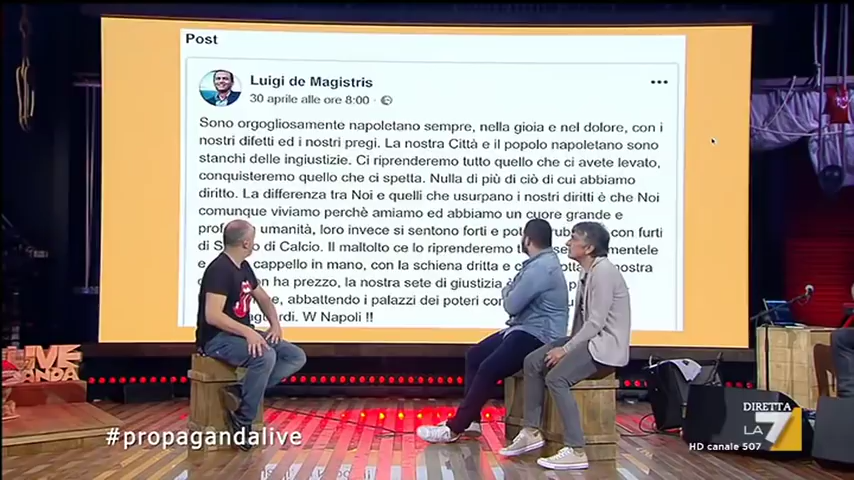 Post
Luigi de Magistris
30 aprile alle ore 8:00 ·
Sono orgogliosamente napoletano sempre, nella gioia e nel dolore, con i
nostri difetti ed i nostri pregi. La nostra Città e il popolo napoletano sono
stanchi delle ingiustizie. Ci riprenderemo tutto quello che ci avete levato,
conquisteremo quello che ci spetta. Nulla di più di ciò di cui abbiamo
diritto. La differenza tra Noi e quelli che usurpano i nostri diritti è che Noi
comunque viviamo perchè amiamo ed abbiamo un cuore grande e
umanità, loro invece si sentono forti e con furti
di Calcio. Il maltolto ce lo riprenderemo
e cappello in mano, con la schiena dritta e nostra
ha prezzo, la nostra sete di giustizia
abbattendo i palazzi dei poteri
W Napoli !!
LIVE
#propagandalive
DIRETTA
LA 7
HD canale 507